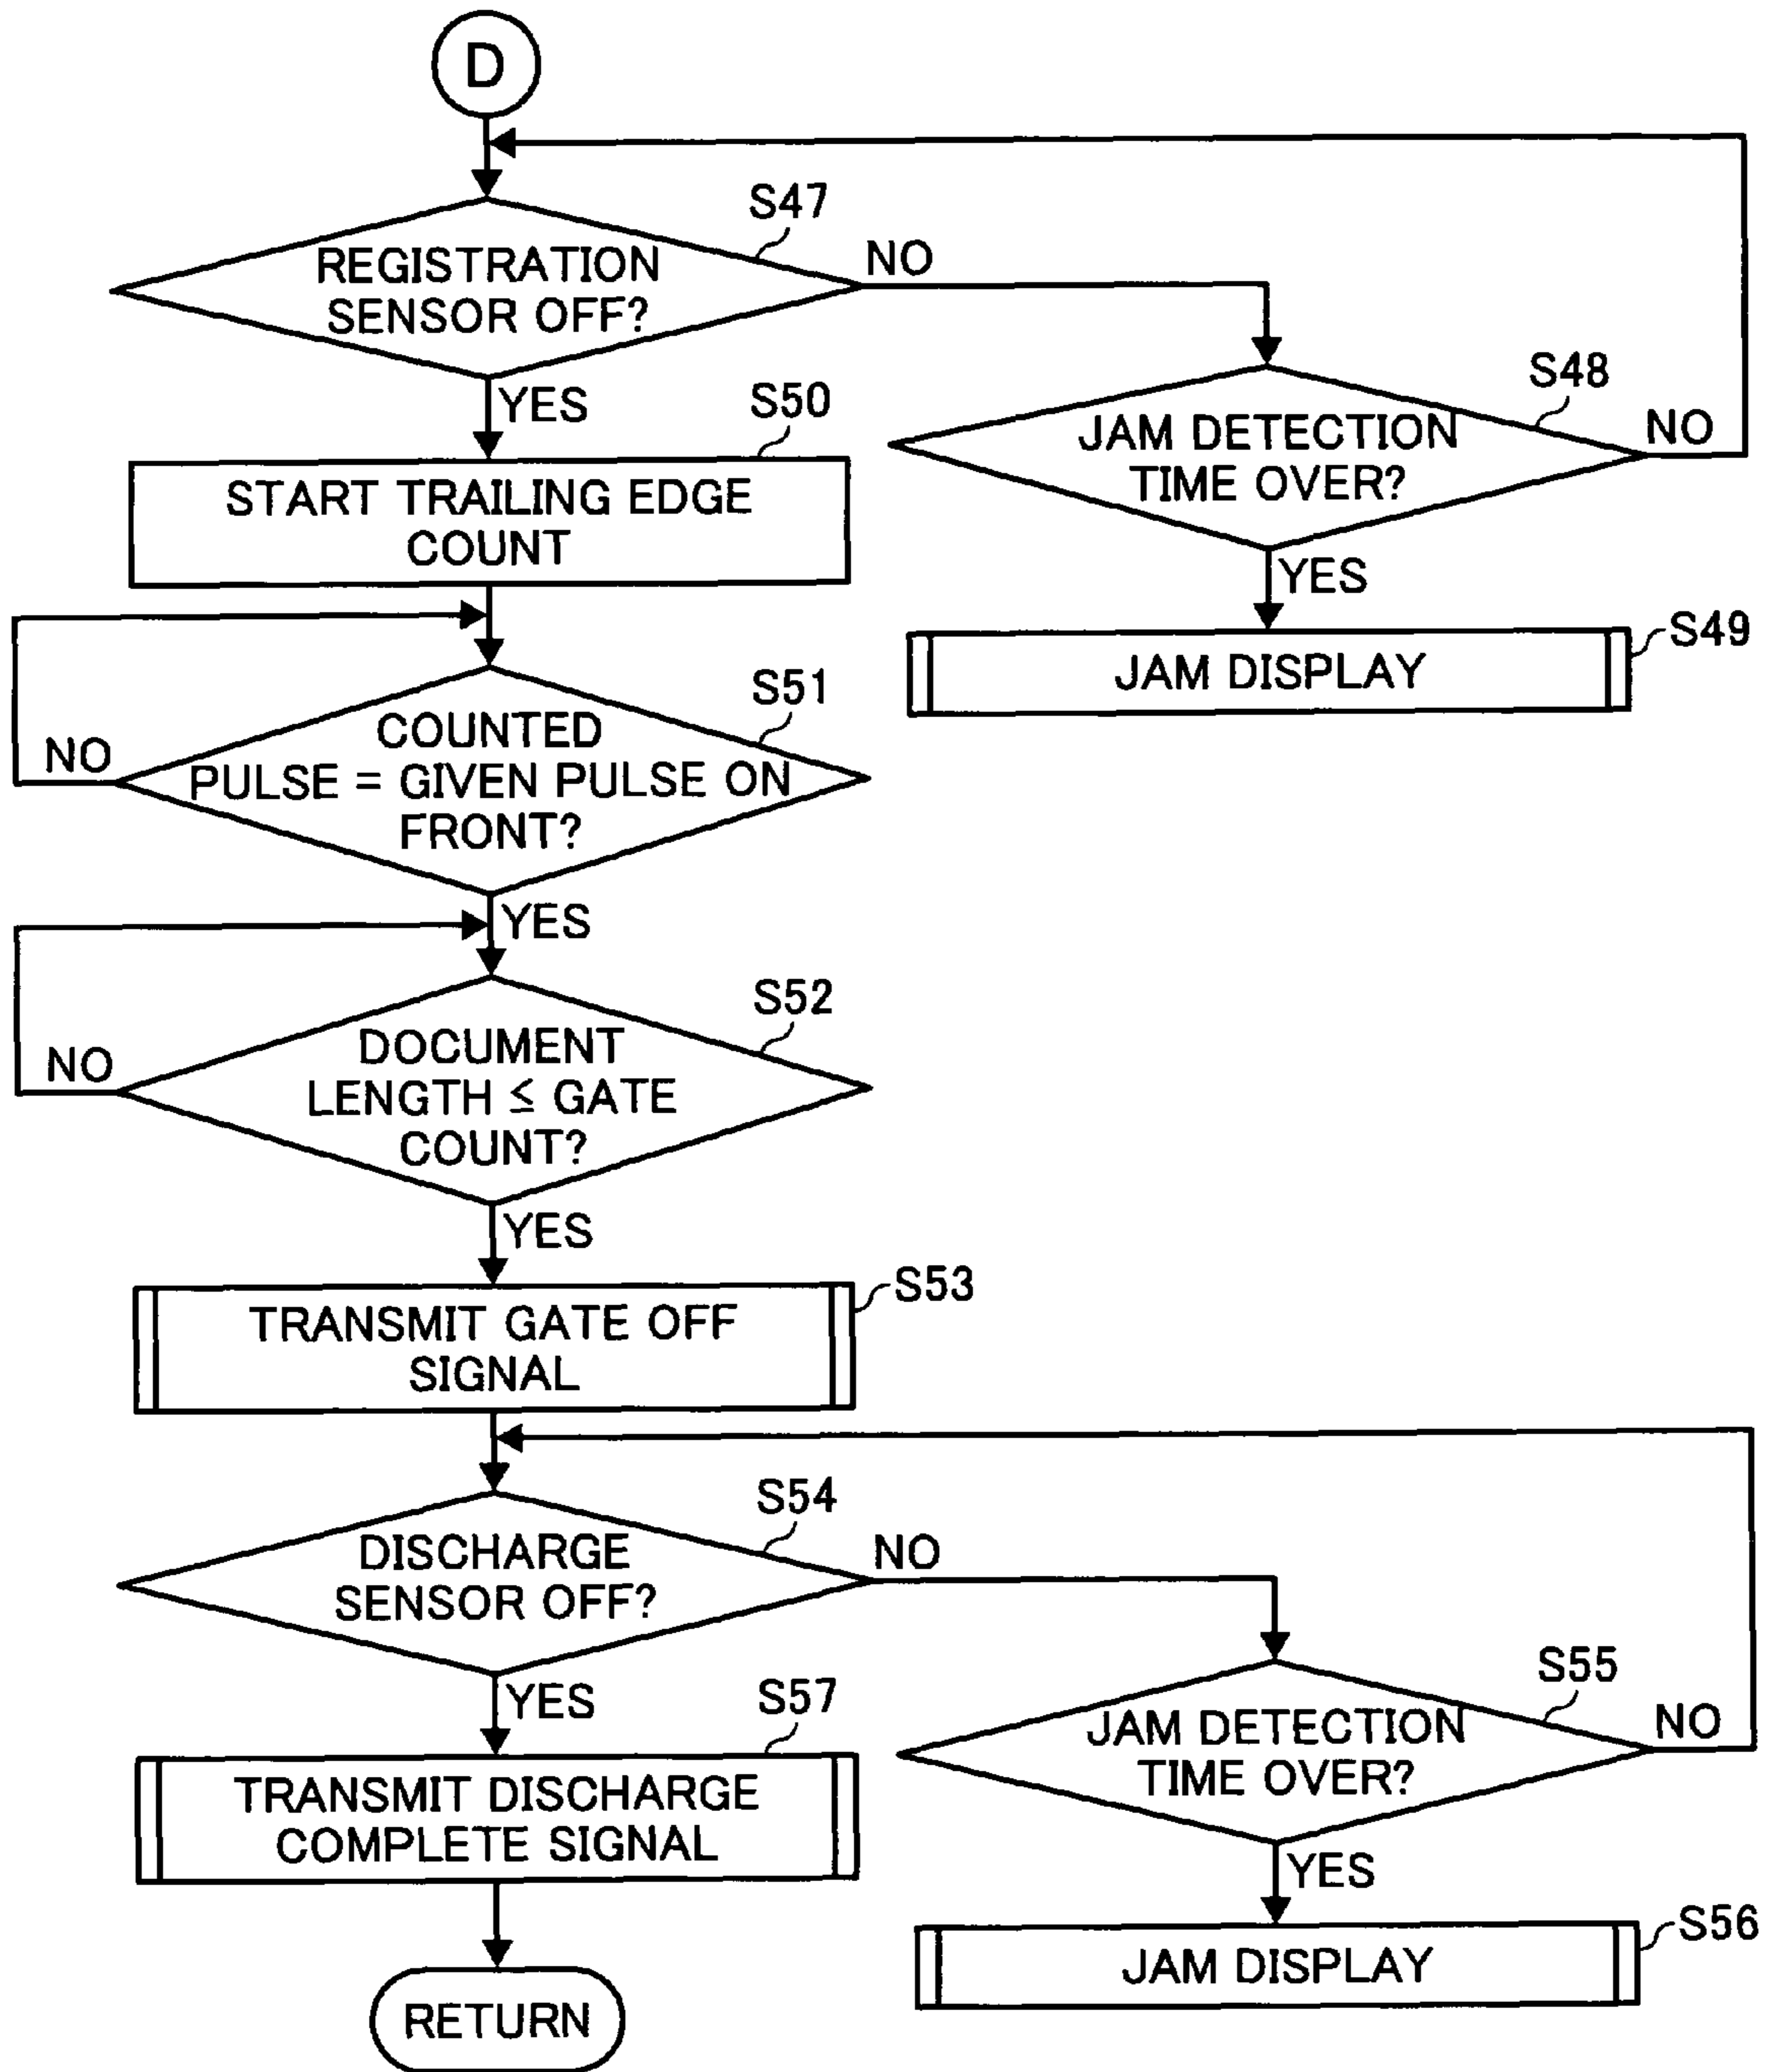 D
S47
REGISTRATION
SENSOR OFF?
NO
YES
S48
JAM DETECTION
TIME OVER?
NO
YES
S49
JAM DISPLAY
S50
START TRAILING EDGE
COUNT
S51
COUNTED
PULSE = GIVEN PULSE ON
FRONT?
NO
YES
S52
DOCUMENT
LENGTH ≤ GATE
COUNT?
NO
YES
S53
TRANSMIT GATE OFF
SIGNAL
S54
DISCHARGE
SENSOR OFF?
NO
YES
S55
JAM DETECTION
TIME OVER?
NO
YES
S56
JAM DISPLAY
S57
TRANSMIT DISCHARGE
COMPLETE SIGNAL
RETURN